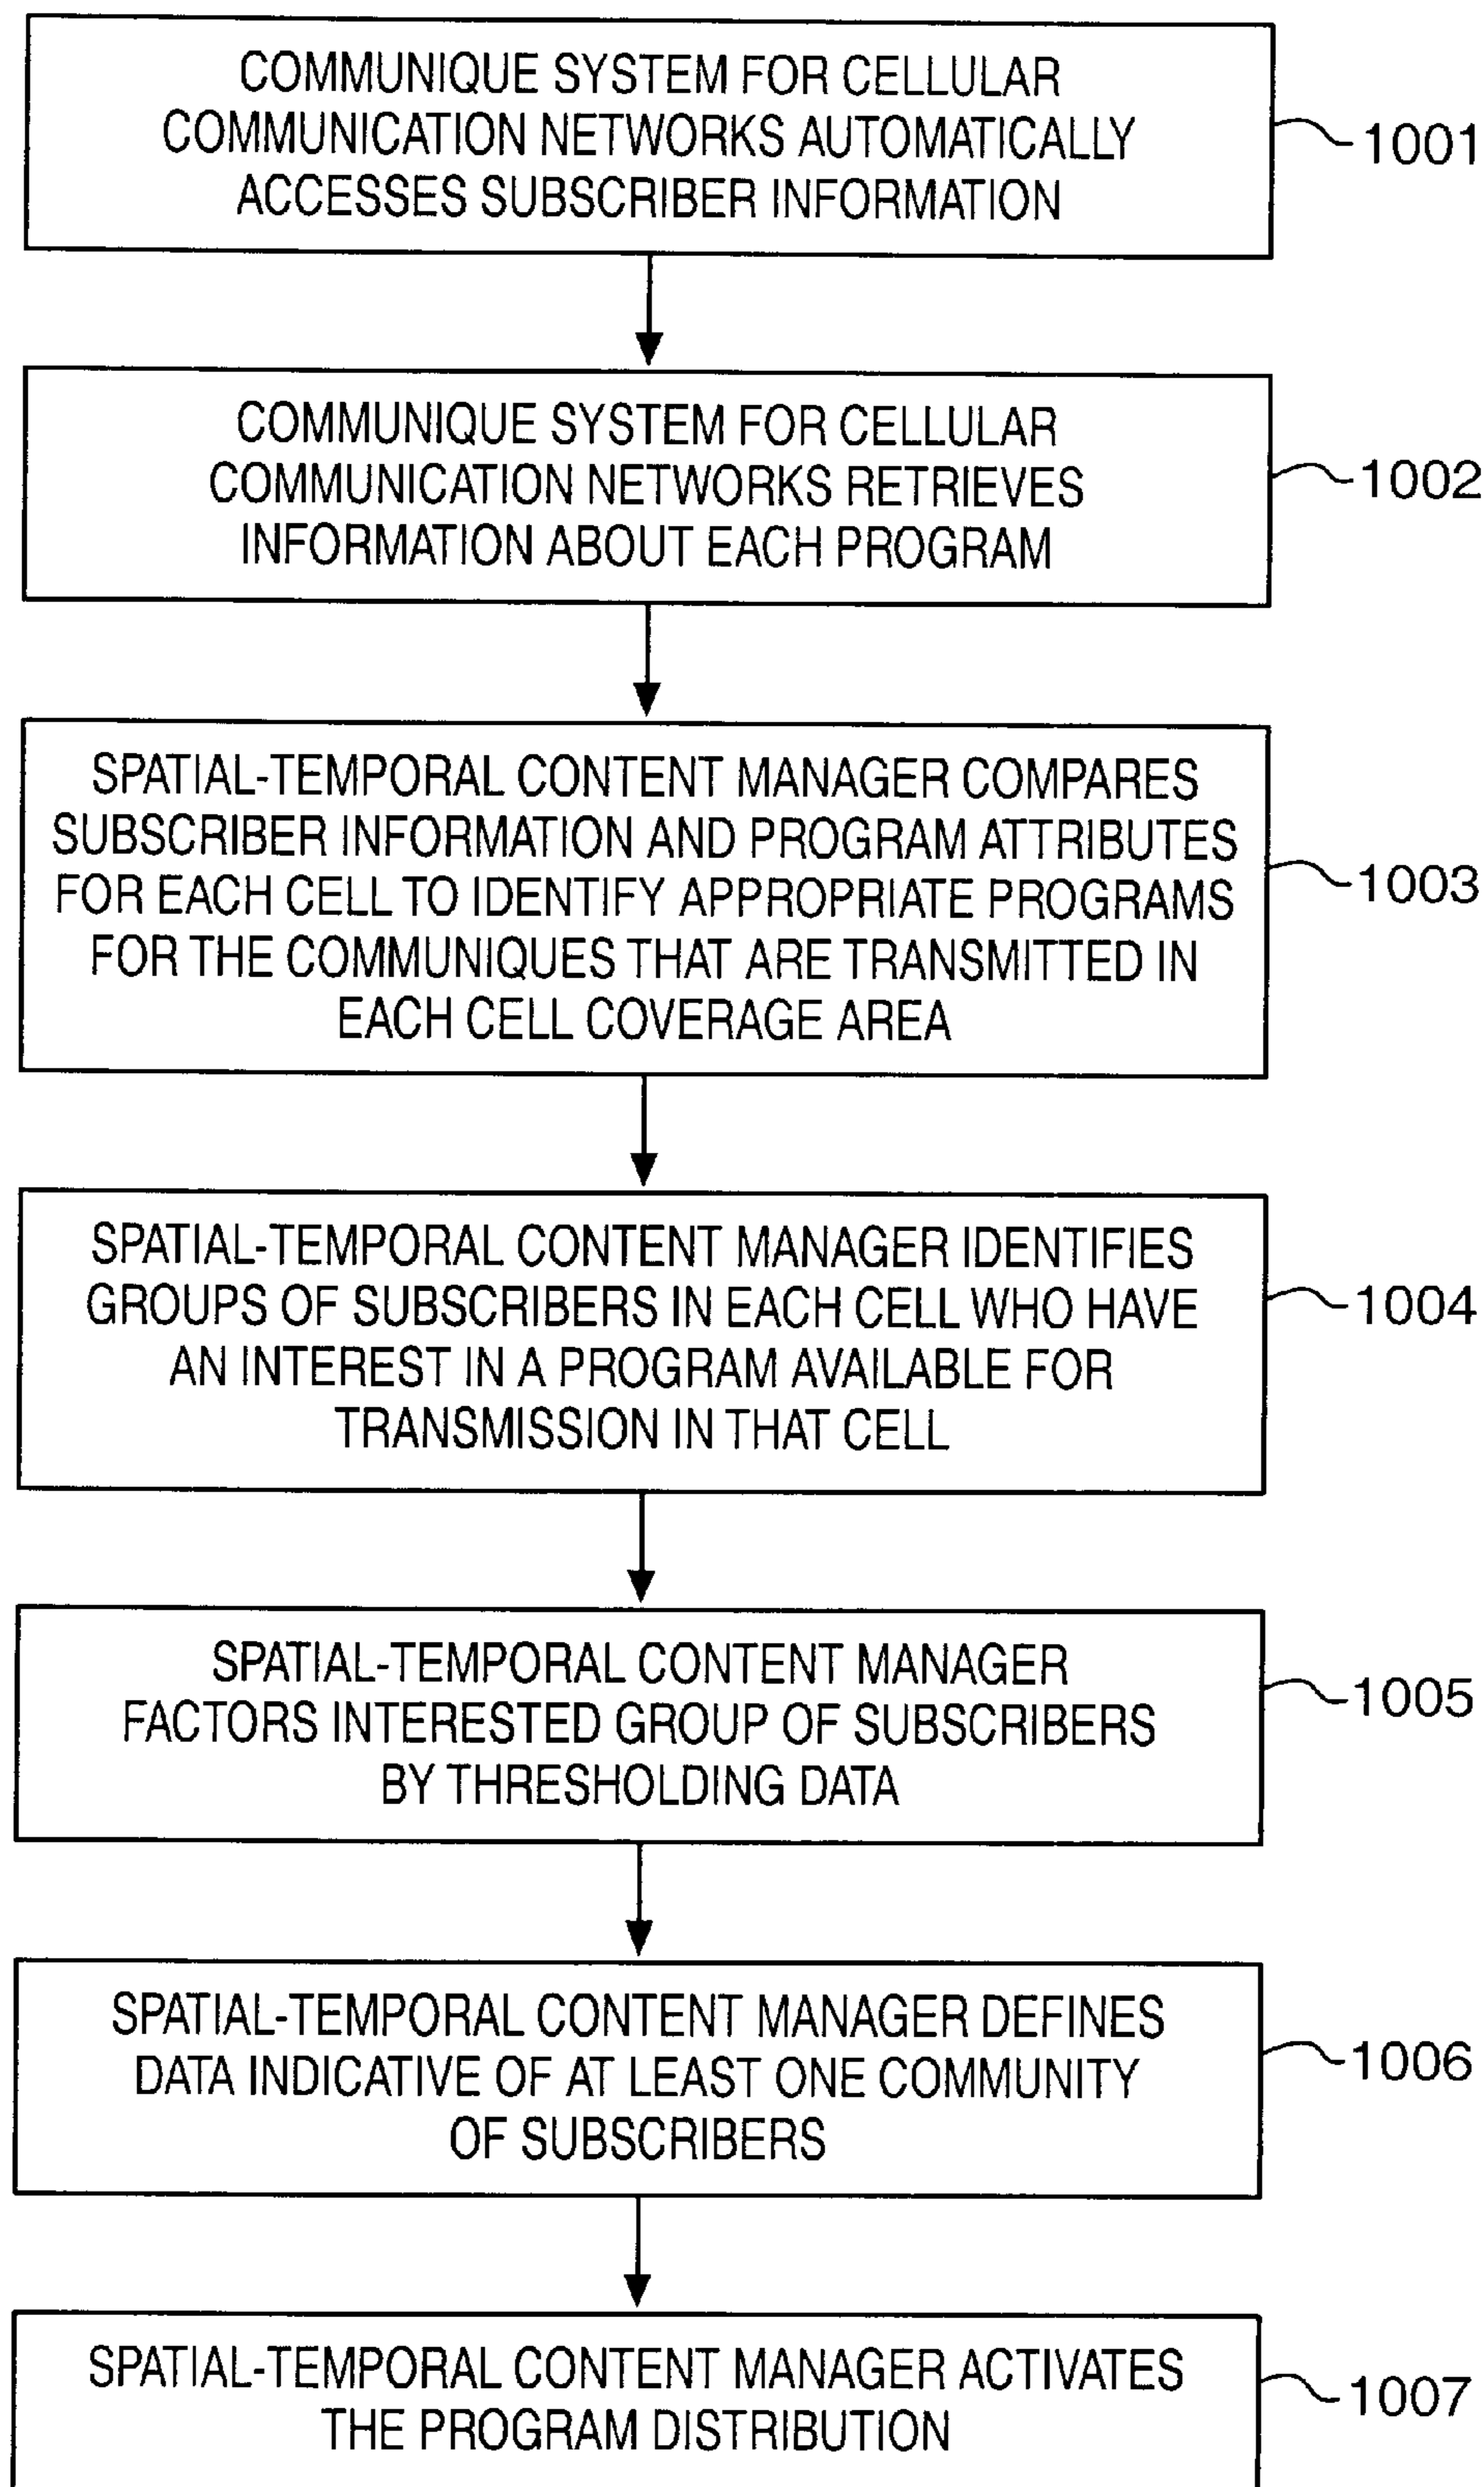 COMMUNIQUE SYSTEM FOR CELLULAR
COMMUNICATION NETWORKS AUTOMATICALLY
ACCESSES SUBSCRIBER INFORMATION
1001
COMMUNIQUE SYSTEM FOR CELLULAR
COMMUNICATION NETWORKS RETRIEVES
INFORMATION ABOUT EACH PROGRAM
1002
SPATIAL-TEMPORAL CONTENT MANAGER COMPARES
SUBSCRIBER INFORMATION AND PROGRAM ATTRIBUTES
FOR EACH CELL TO IDENTIFY APPROPRIATE PROGRAMS
FOR THE COMMUNIQUES THAT ARE TRANSMITTED IN
EACH CELL COVERAGE AREA
1003
SPATIAL-TEMPORAL CONTENT MANAGER IDENTIFIES
GROUPS OF SUBSCRIBERS IN EACH CELL WHO HAVE
AN INTEREST IN A PROGRAM AVAILABLE FOR
TRANSMISSION IN THAT CELL
1004
SPATIAL-TEMPORAL CONTENT MANAGER
FACTORS INTERESTED GROUP OF SUBSCRIBERS
BY THRESHOLDING DATA
1005
SPATIAL-TEMPORAL CONTENT MANAGER DEFINES
DATA INDICATIVE OF AT LEAST ONE COMMUNITY
OF SUBSCRIBERS
1006
SPATIAL-TEMPORAL CONTENT MANAGER ACTIVATES
THE PROGRAM DISTRIBUTION
1007